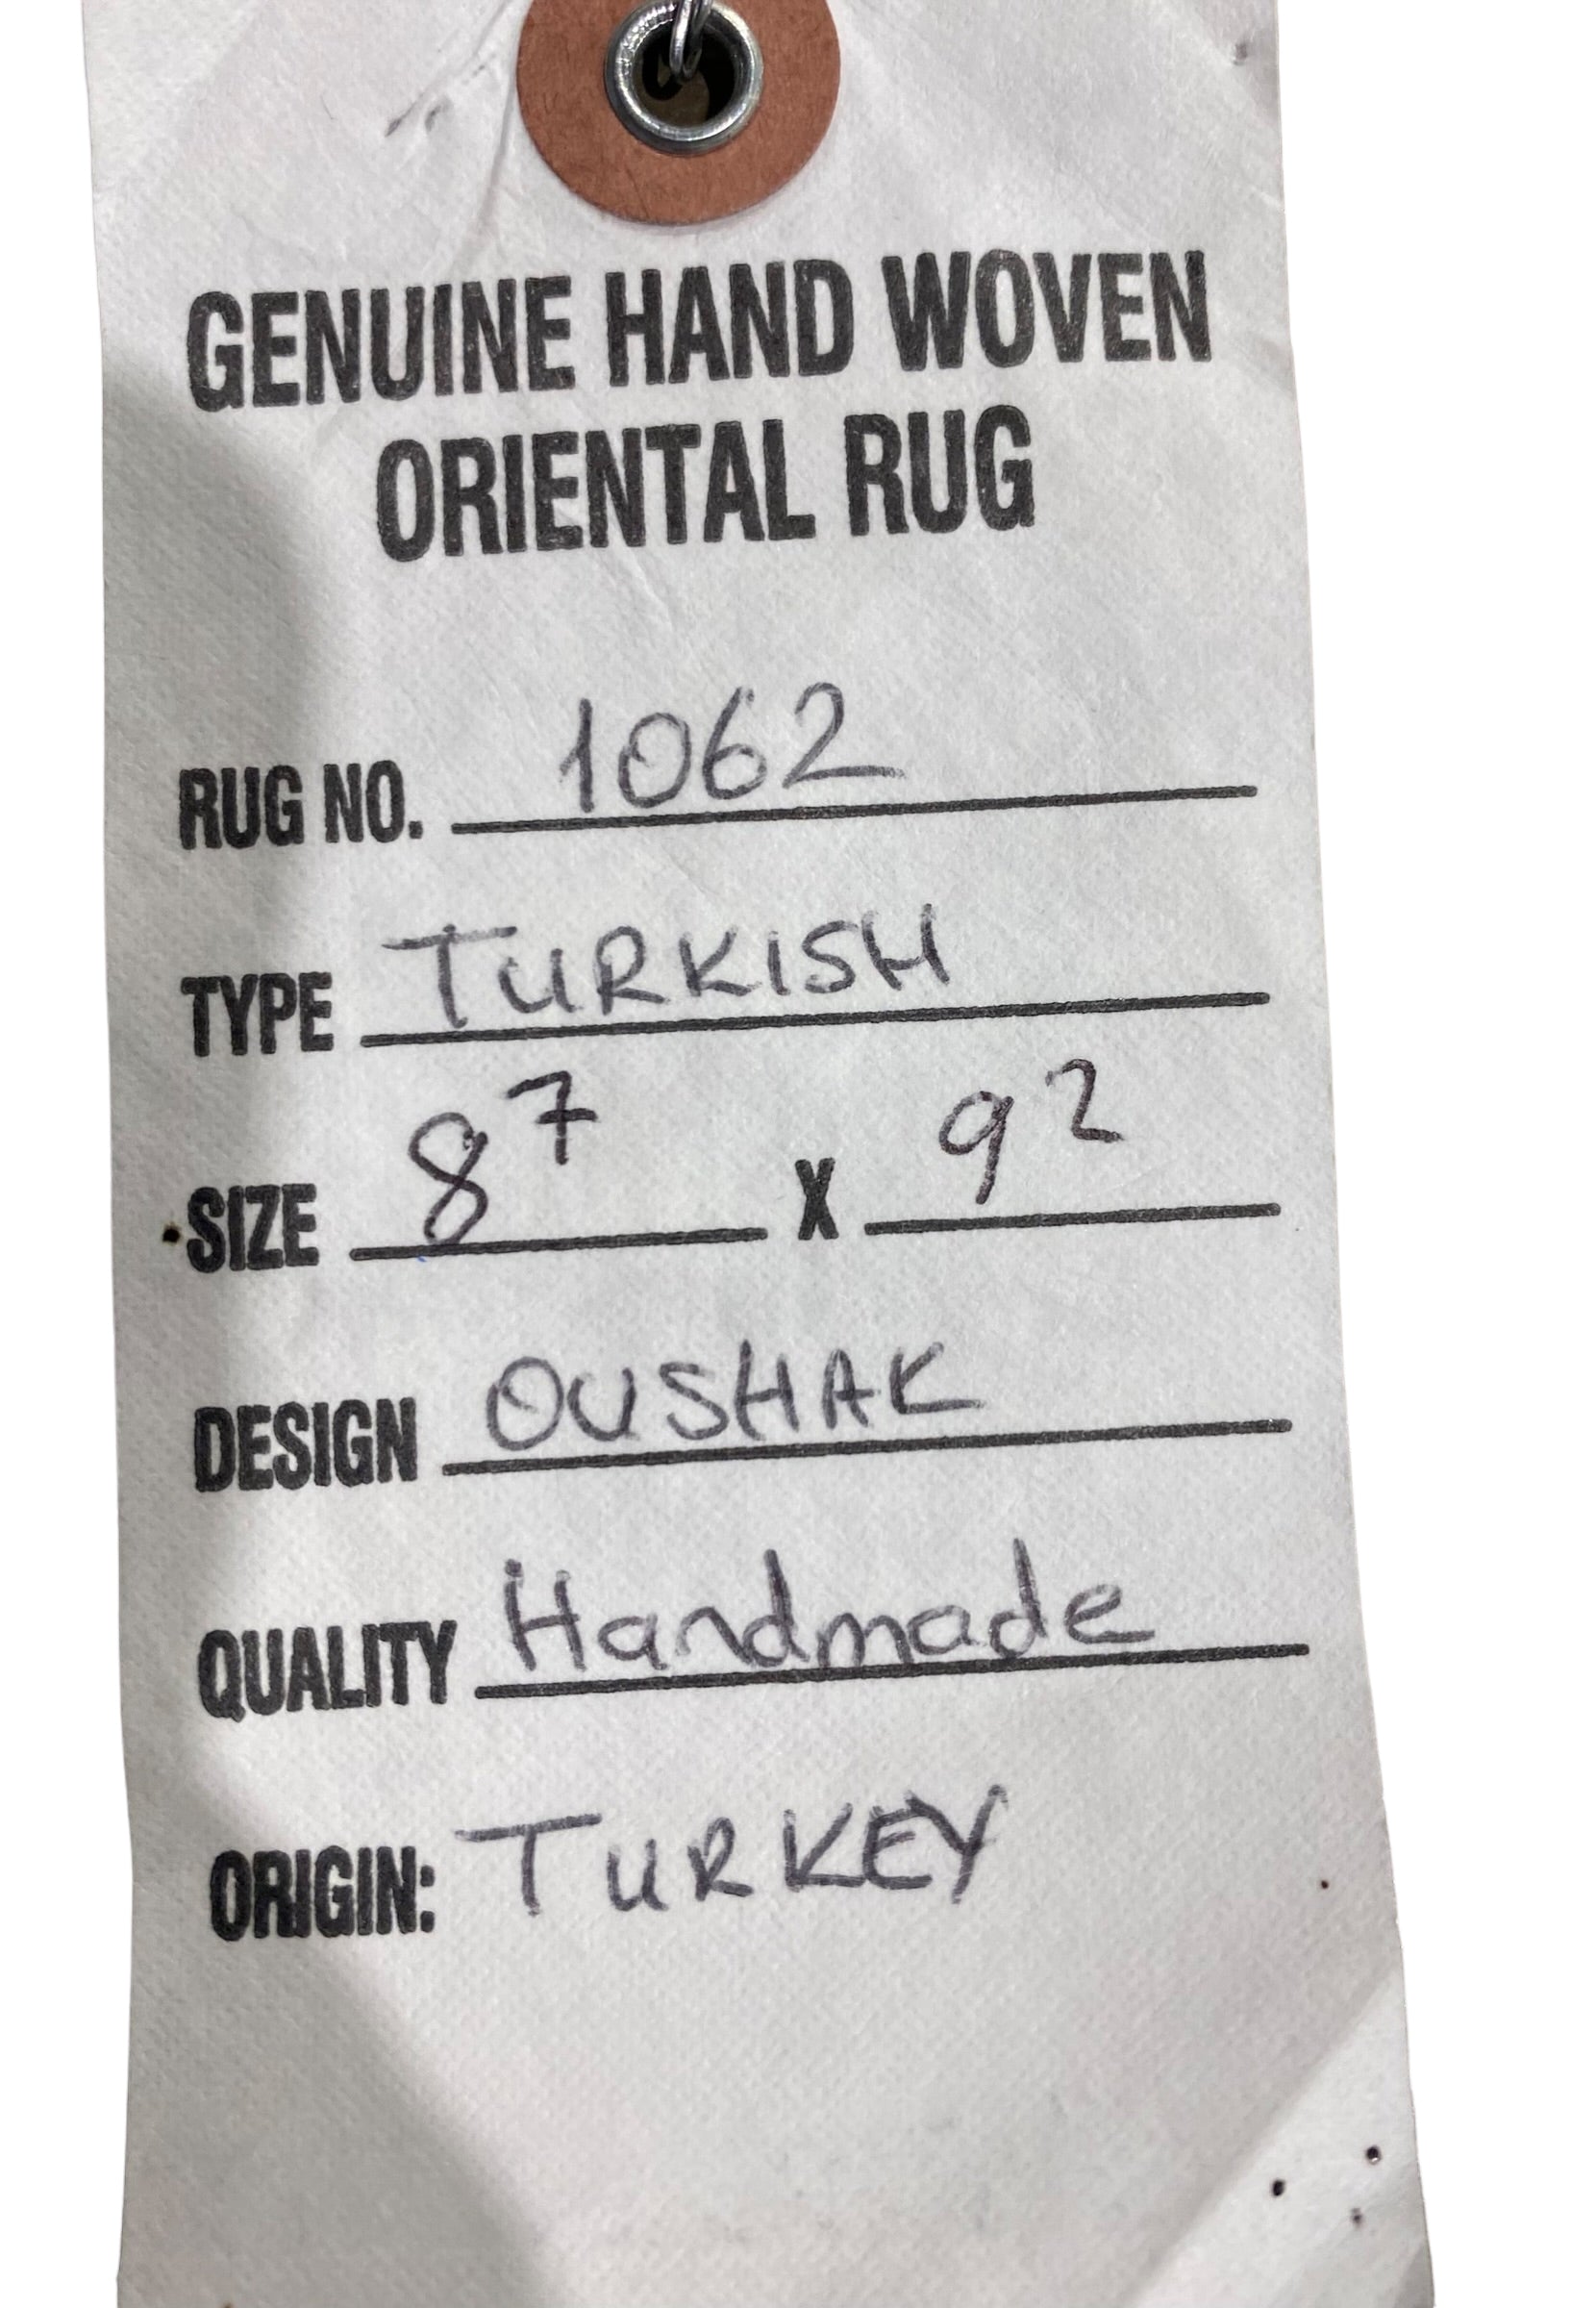 GENUINE HAND WOVEN
ORIENTAL RUG
RUG NO. 1062
TYPE TURKISH
SIZE 8⁷ X 9²
DESIGN OUSHAK
QUALITY Handmade
ORIGIN: TURKEY